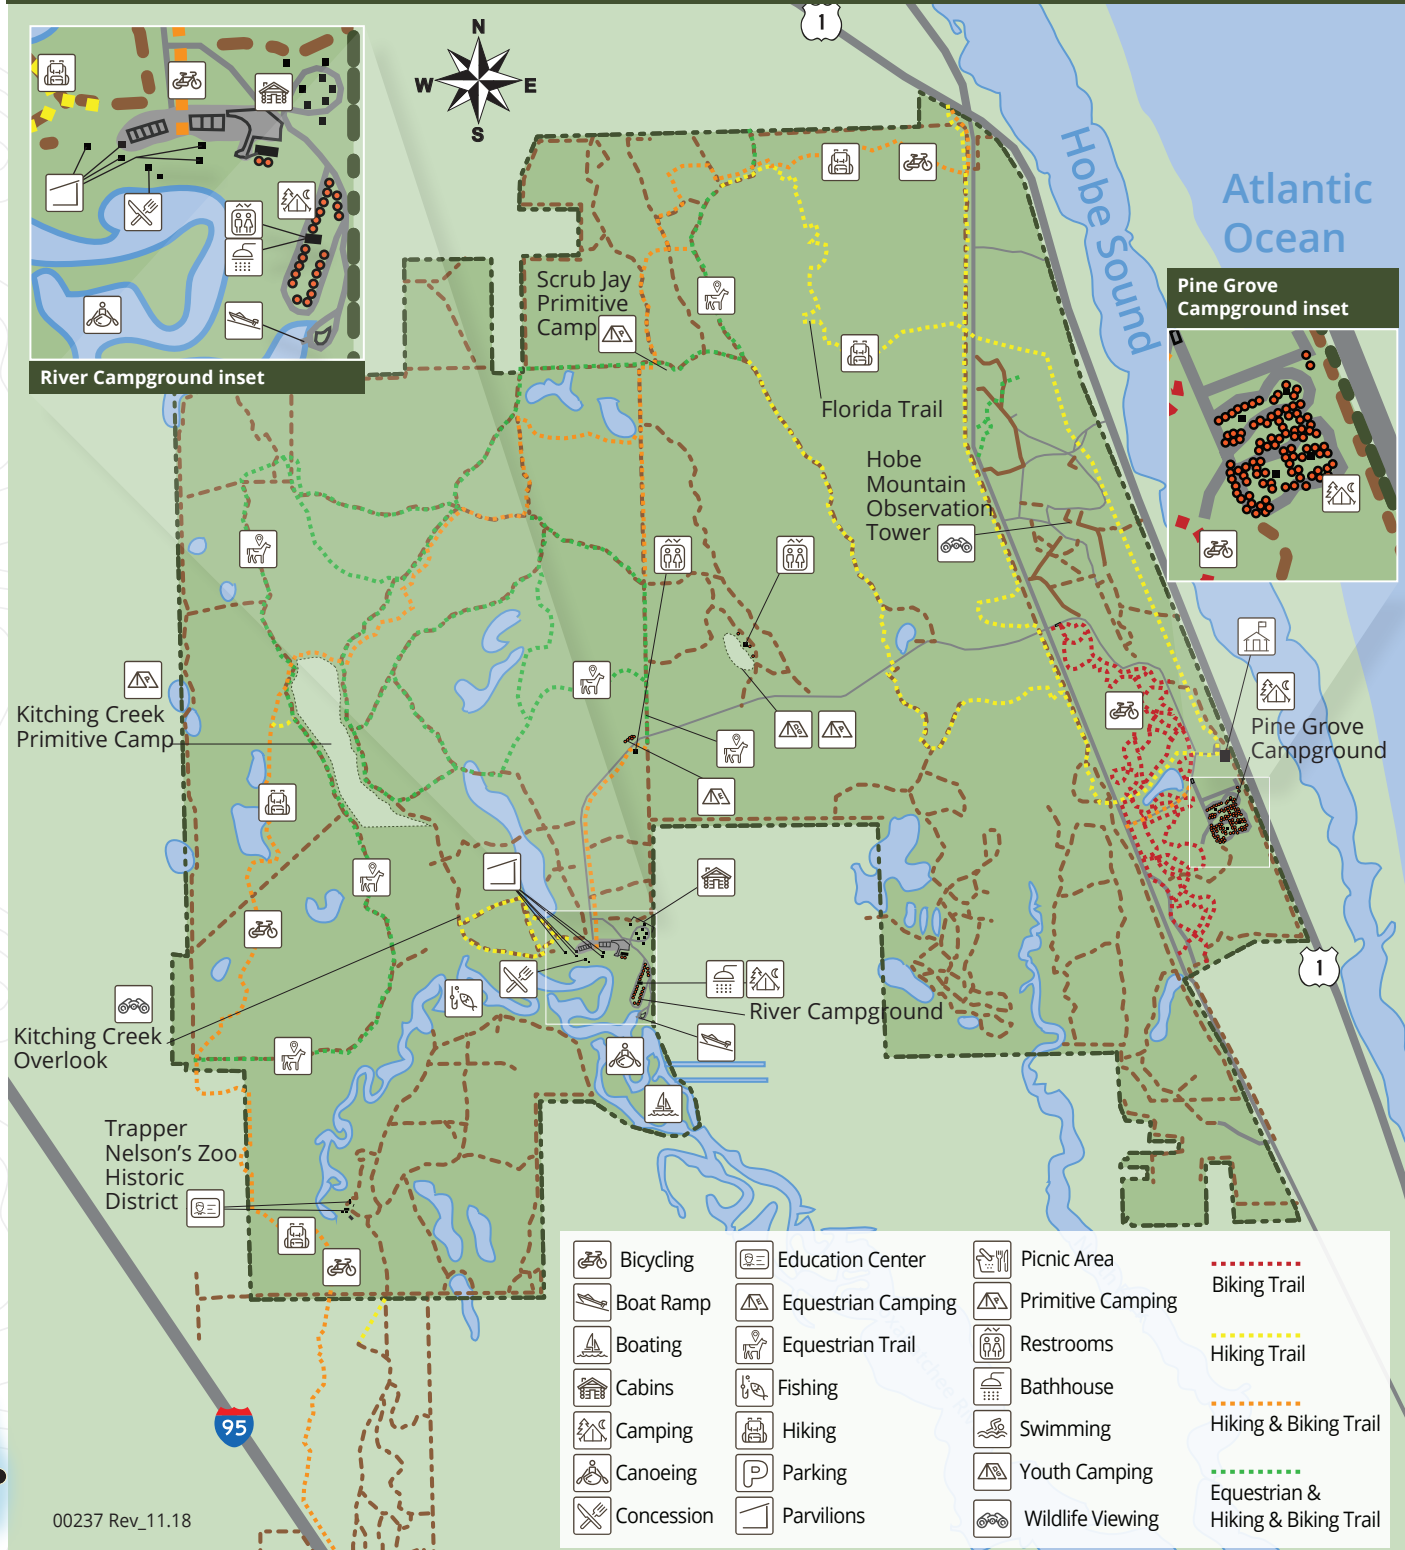 1
N
W
E
S
Hobe Sound
Atlantic
Ocean
River Campground inset
Pine Grove
Campground inset
Scrub Jay
Primitive
Camp
Florida Trail
Hobe
Mountain
Observation
Tower
Kitching Creek
Primitive Camp
Pine Grove
Campground
1
River Campground
Kitching Creek
Overlook
Trapper
Nelson's Zoo
Historic
District
95
00237 Rev_11.18
Bicycling
Boat Ramp
Boating
Cabins
Camping
Canoeing
Concession
Education Center
Equestrian Camping
Equestrian Trail
Fishing
Hiking
P
Parking
Parvilions
Picnic Area
Primitive Camping
Restrooms
Bathhouse
Swimming
Youth Camping
Wildlife Viewing
Biking Trail
Hiking Trail
Hiking & Biking Trail
Equestrian &
Hiking & Biking Trail